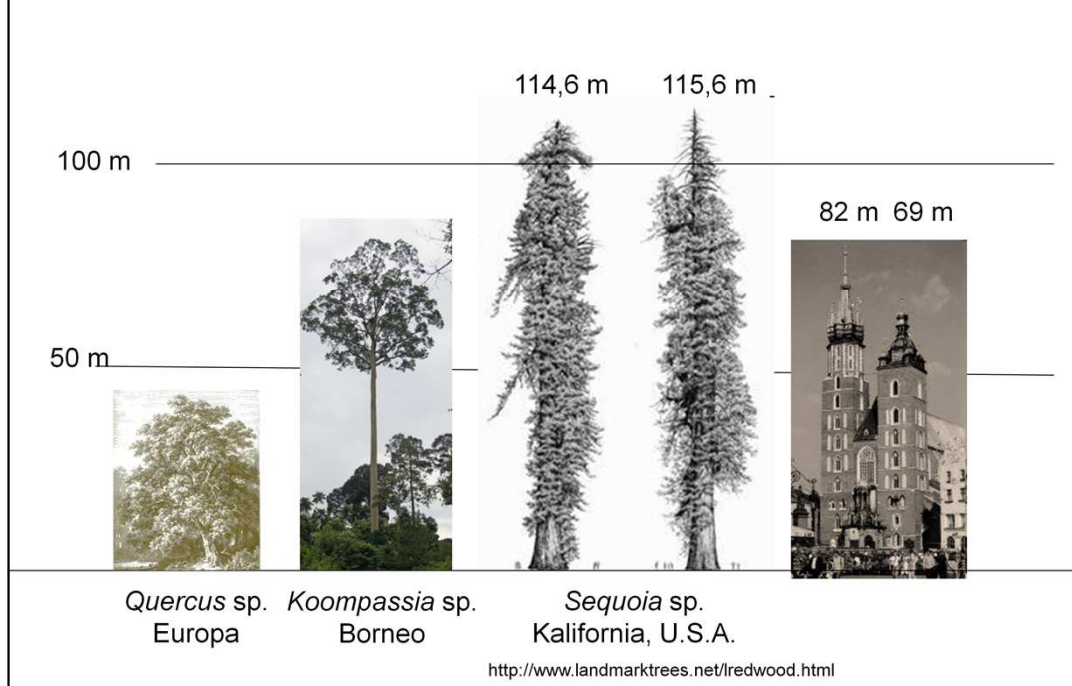 114,6 m 115,6 m
100 m
82 m 69 m
50 m
Quercus sp.
Europa
Koompassia sp.
Borneo
Sequoia sp.
Kalifornia, U.S.A.
http://www.landmarktrees.net/lredwood.html